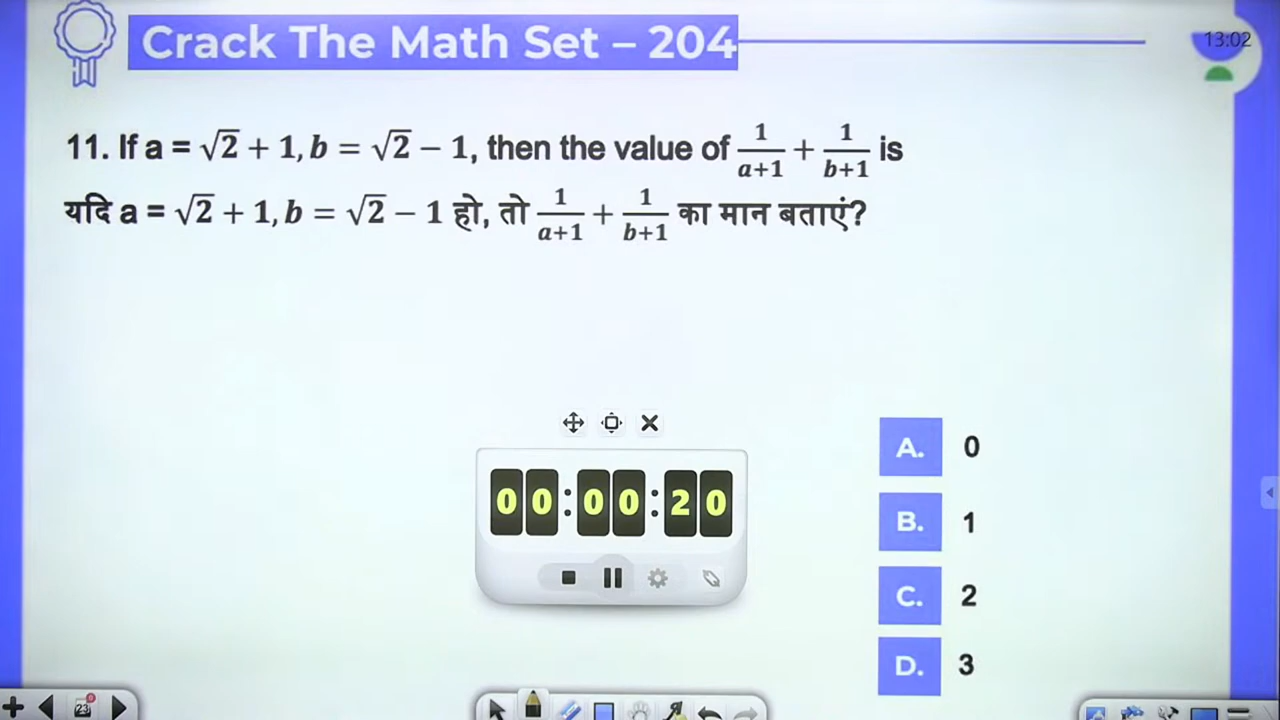 Crack The Math Set – 204
13:02
11. If a = √2 + 1, b = √2 − 1, then the value of 1/(a+1) + 1/(b+1) is
यदि a = √2 + 1, b = √2 − 1 हो, तो 1/(a+1) + 1/(b+1) का मान बताएं?
00:00:20
A. 0
B. 1
C. 2
D. 3
23